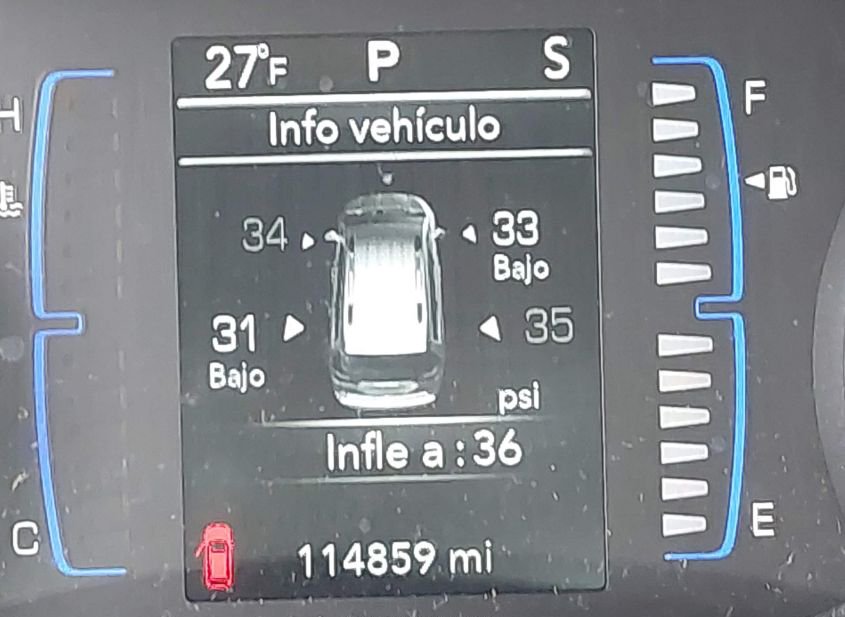 27°F P S
H F
Info vehículo
34 33
Bajo
31 35
Bajo
psi
Infle a : 36
C E
114859 mi